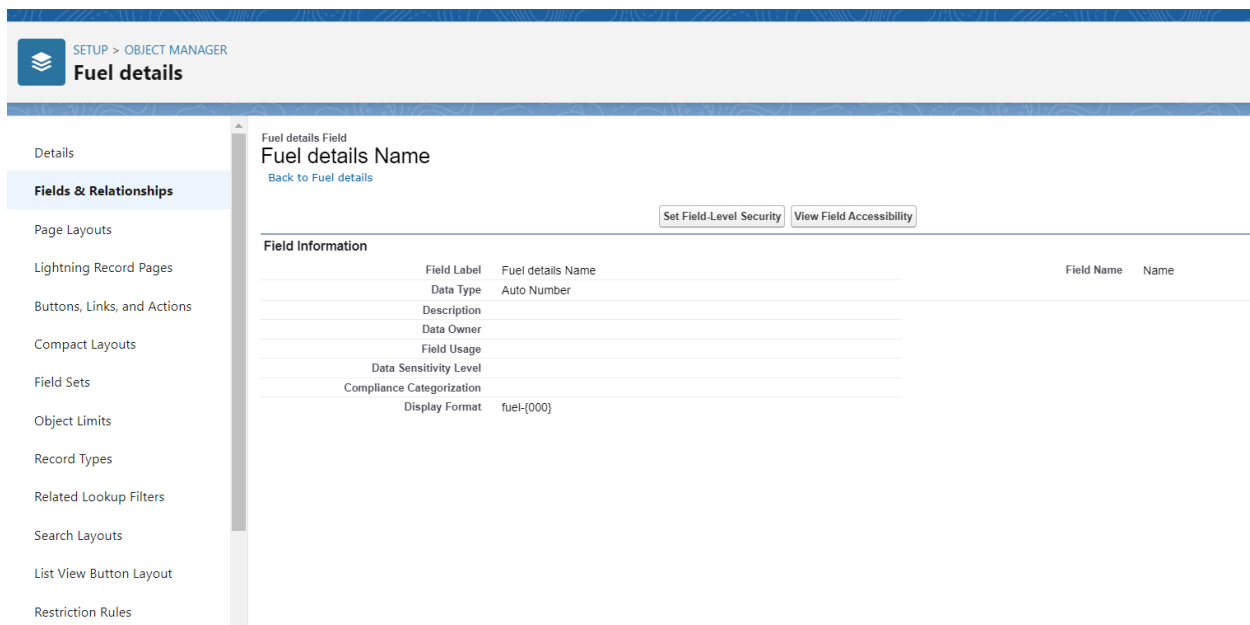 SETUP > OBJECT MANAGER
Fuel details
Details
Fields & Relationships
Page Layouts
Lightning Record Pages
Buttons, Links, and Actions
Compact Layouts
Field Sets
Object Limits
Record Types
Related Lookup Filters
Search Layouts
List View Button Layout
Restriction Rules
Fuel details Field
Fuel details Name
Back to Fuel details
Set Field-Level Security View Field Accessibility
Field Information
Field Label Fuel details Name Field Name Name
Data Type Auto Number
Description
Data Owner
Field Usage
Data Sensitivity Level
Compliance Categorization
Display Format fuel-{000}